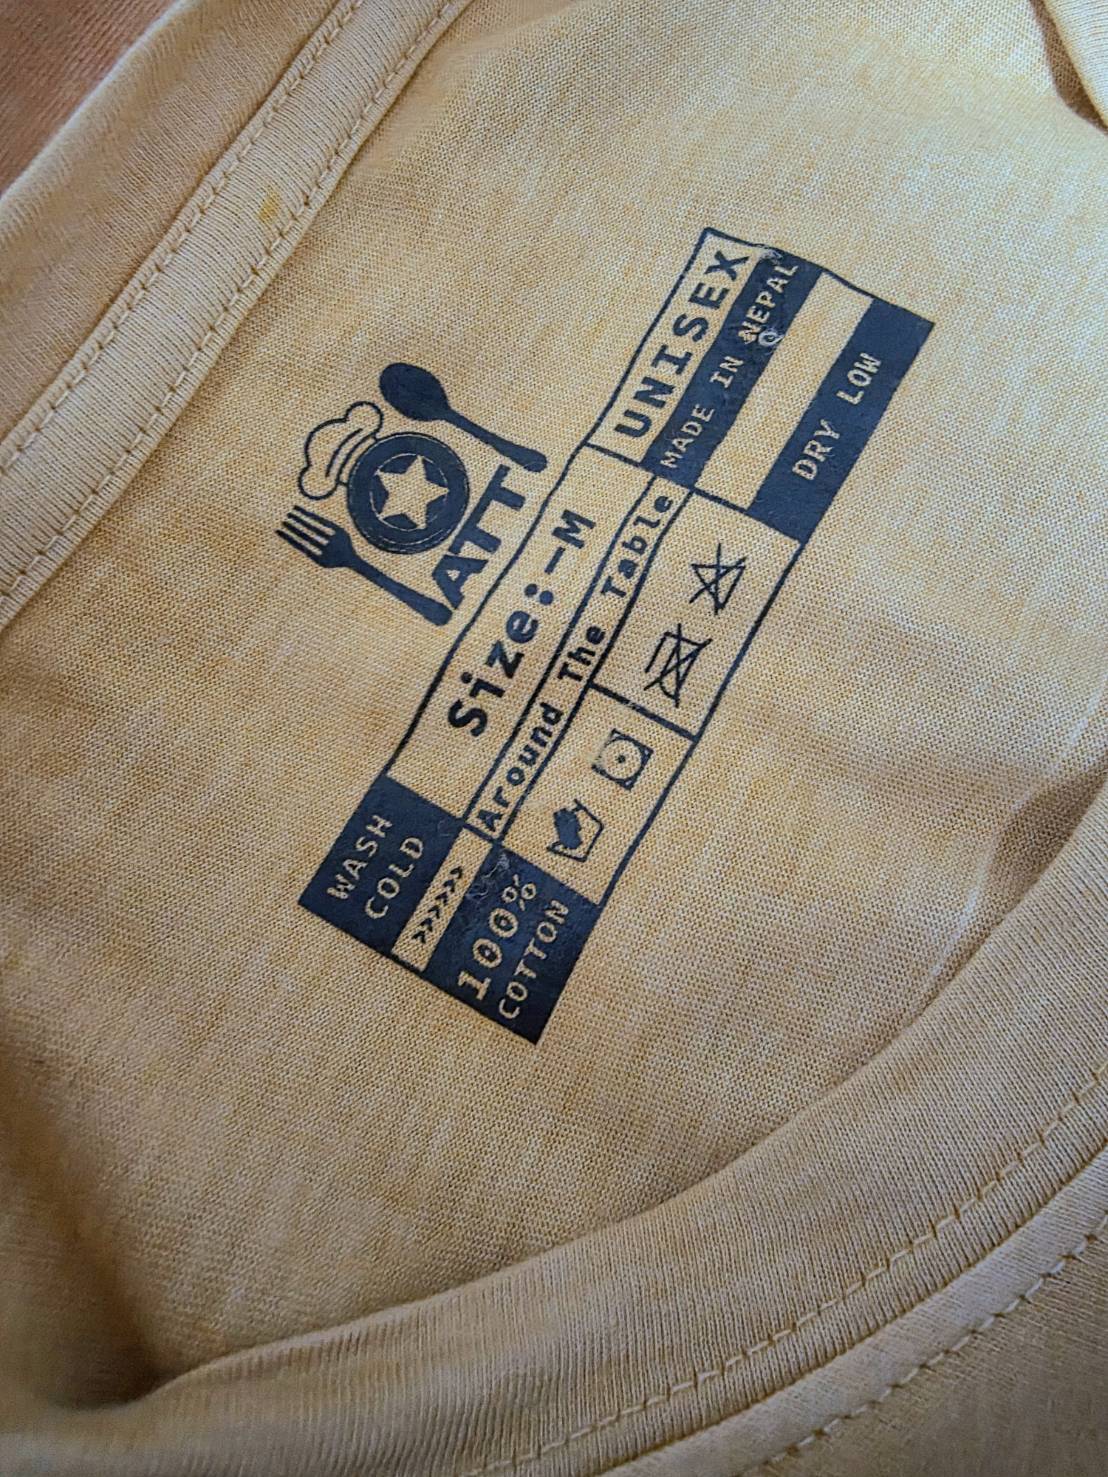 ATT
UNISEX
Size:-M
WASH
COLD
MADE IN NEPAL
Around The Table
100%
COTTON
DRY LOW